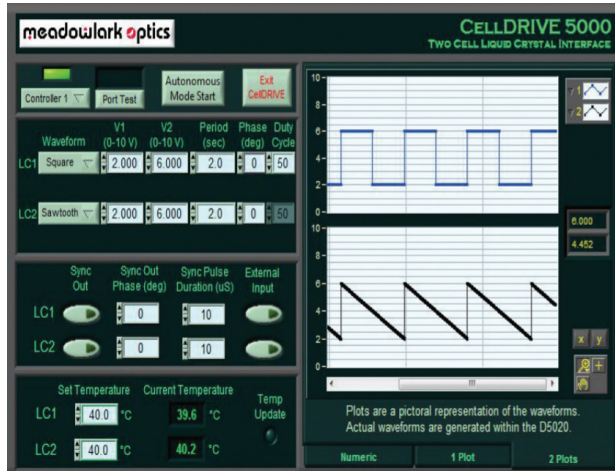 meadowlark optics
CELLDRIVE 5000
TWO CELL LIQUID CRYSTAL INTERFACE
Controller 1
Port Test
Autonomous
Mode Start
Exit
CellDRIVE
Waveform
V1
(0-10 V)
V2
(0-10 V)
Period
(sec)
Phase
(deg)
Duty
Cycle
LC1 Square 2.000 6.000 2.0 0 50
LC2 Sawtooth 2.000 6.000 2.0 0 50
Sync
Out
Sync Out
Phase (deg)
Sync Pulse
Duration (uS)
External
Input
LC1 0 10
LC2 0 10
Set Temperature
Current Temperature
Temp
Update
LC1 40.0 °C 39.6 °C
LC2 40.0 °C 40.2 °C
10
8
6
4
2
0
10
8
6
4
2
0
1
2
6.000
4.452
x y
Plots are a pictoral representation of the waveforms.
Actual waveforms are generated within the D5020.
Numeric
1 Plot
2 Plots